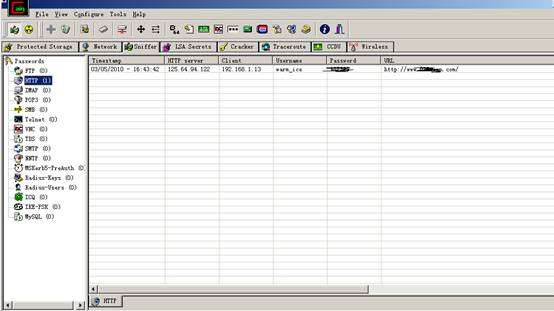 File View Configure Tools Help
Protected Storage Network Sniffer LSA Secrets Cracker Traceroute CCDU Wireless
Passwords
FTP (0)
HTTP (1)
IMAP (0)
POP3 (0)
SMB (0)
Telnet (0)
VNC (0)
TDS (0)
SMTP (0)
NNTP (0)
MSKerb5-PreAuth (0)
Radius-Keys (0)
Radius-Users (0)
ICQ (0)
IKE-PSK (0)
MySQL (0)
Timestamp HTTP server Client Username Password URL
03/05/2010 - 16:43:42 125.64.94.122 192.168.1.13 warm_ice http://we .com/
HTTP